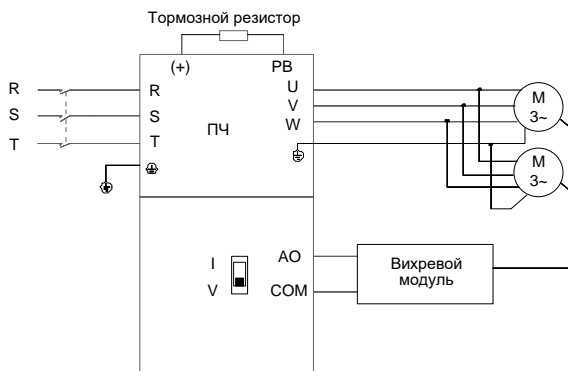 Тормозной резистор
(+) PB
R R U M
3~
S S V
T T W
ПЧ
M
3~
I AO
V COM
Вихревой
модуль